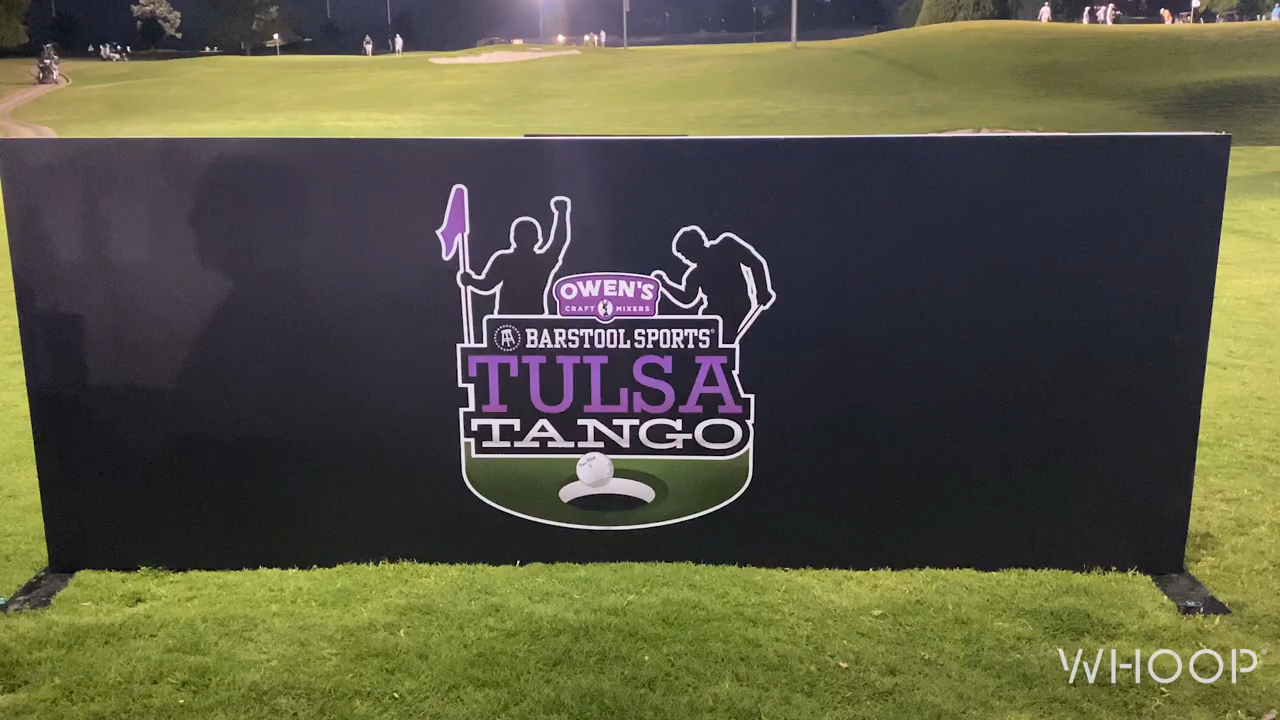 OWEN'S
CRAFT MIXERS
BARSTOOL SPORTS®
TULSA
TANGO
WHOOP®